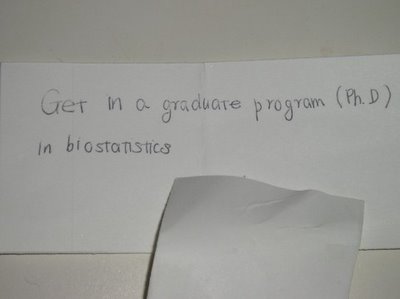 Get in a graduate program (Ph.D)
in biostatistics